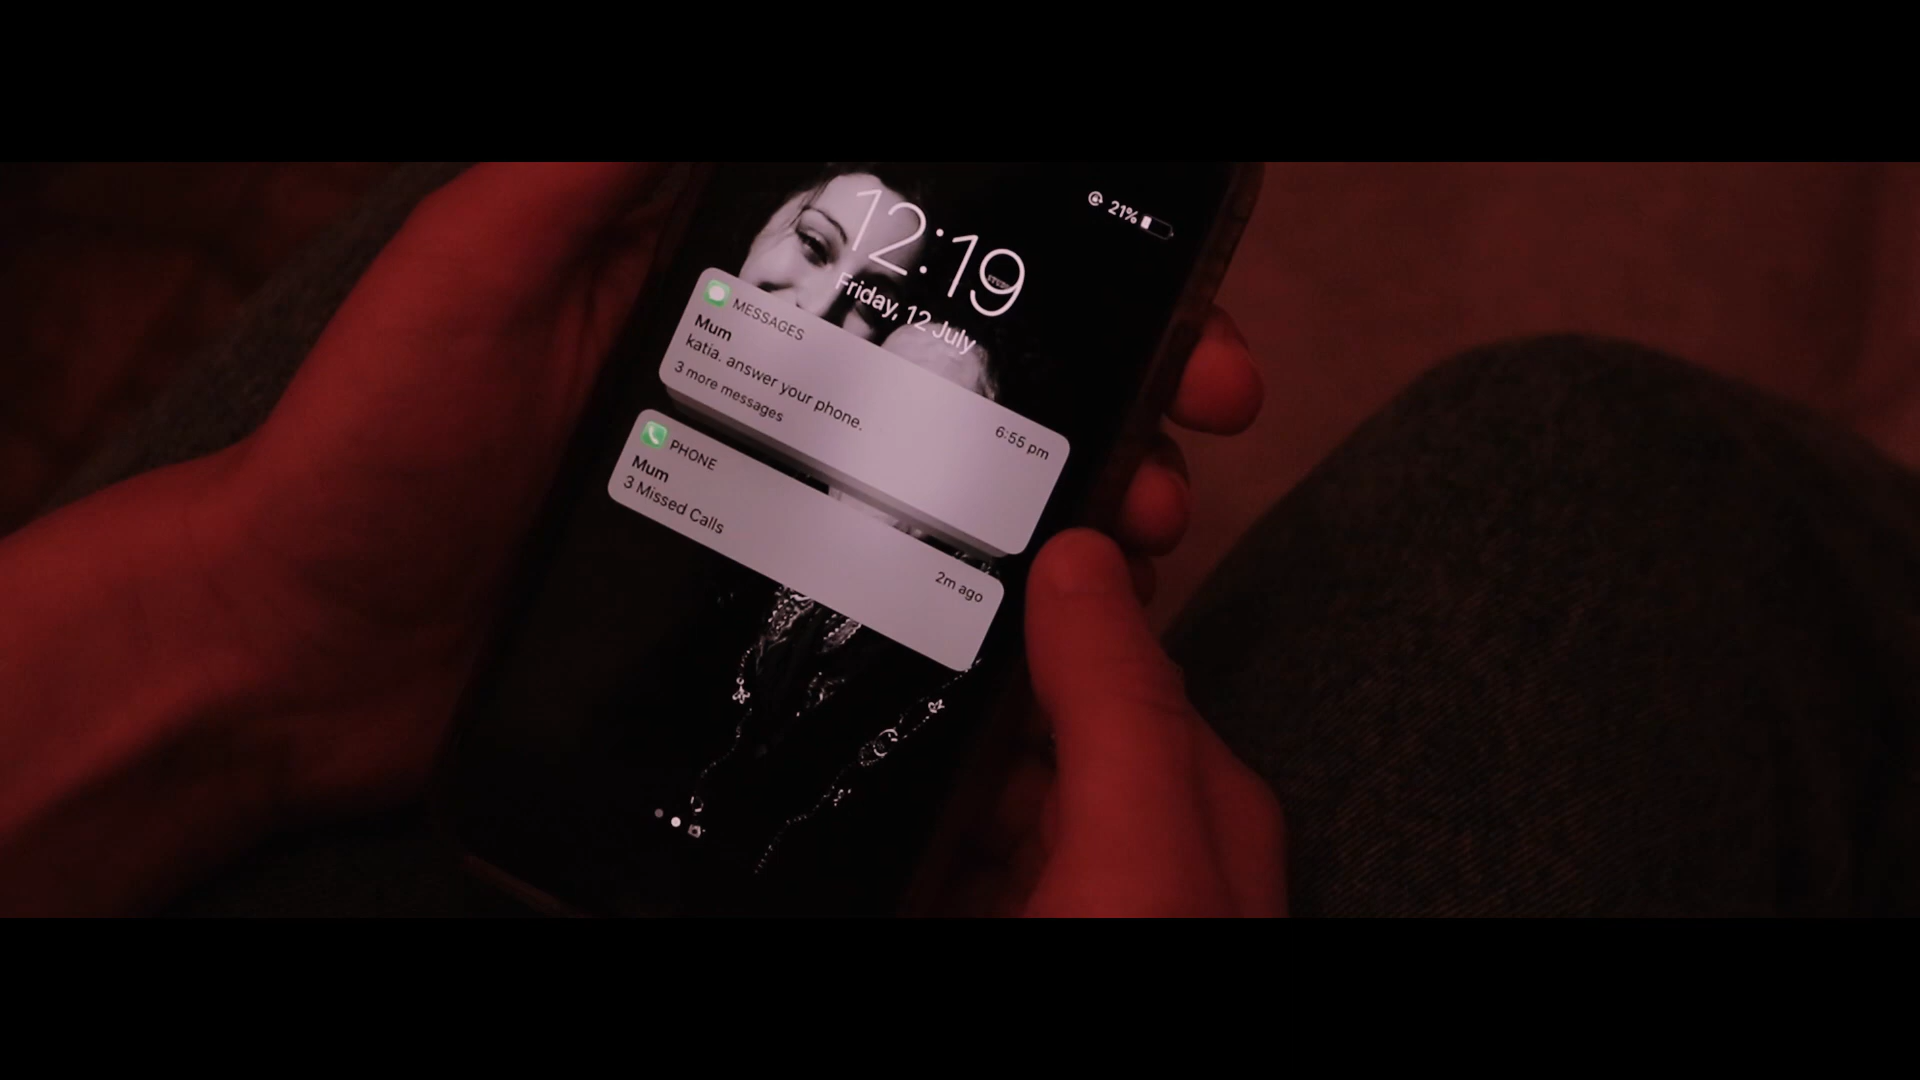 21%
12:19
Friday, 12 July
MESSAGES
Mum
katia. answer your phone.
3 more messages
6:55 pm
PHONE
Mum
3 Missed Calls
2m ago